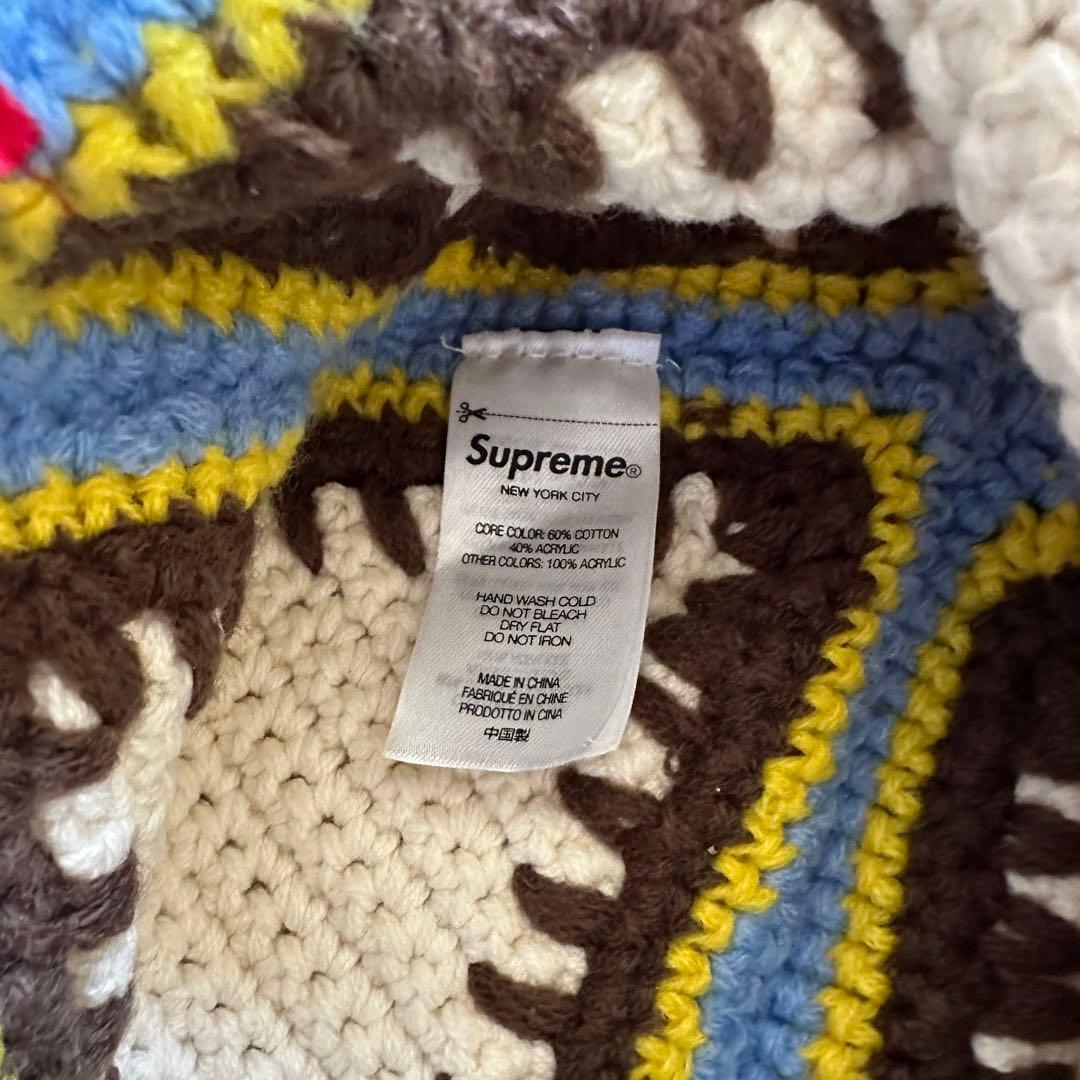 Supreme®
NEW YORK CITY
CORE COLOR: 60% COTTON
40% ACRYLIC
OTHER COLORS: 100% ACRYLIC
HAND WASH COLD
DO NOT BLEACH
DRY FLAT
DO NOT IRON
MADE IN CHINA
FABRIQUÉ EN CHINE
PRODOTTO IN CINA
中国製